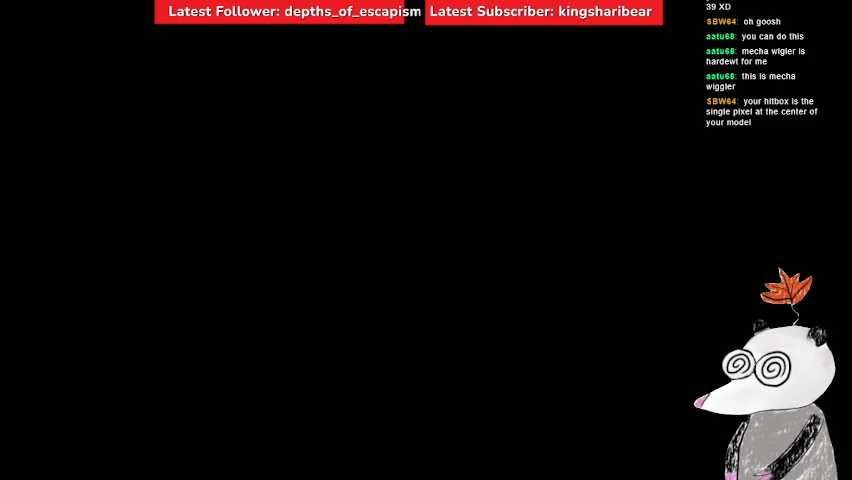 Latest Follower: depths_of_escapism Latest Subscriber: kingsharibear
39 XD
SBW64: oh goosh
aatu68: you can do this
aatu68: mecha wigler is
hardewt for me
aatu68: this is mecha
wiggler
SBW64: your hitbox is the
single pixel at the center of
your model